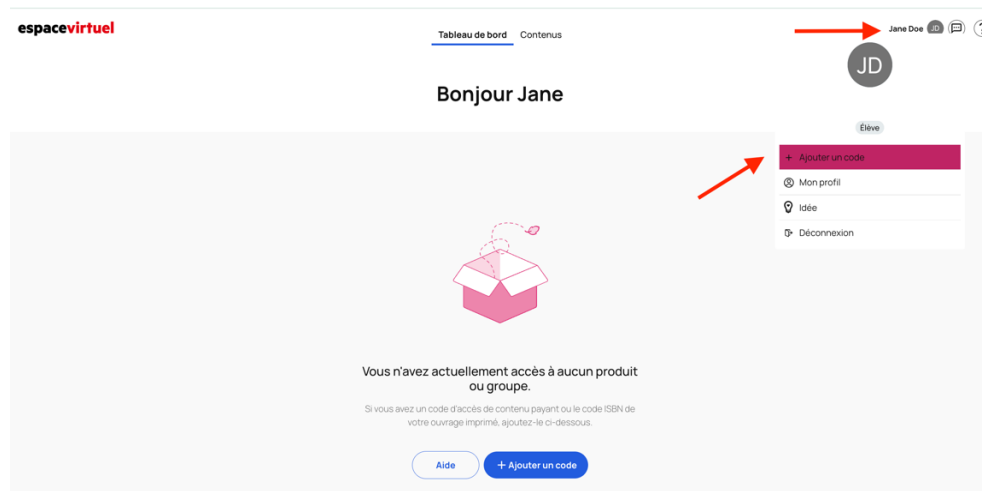 espacevirtuel
Tableau de bord Contenus
Jane Doe JD ?
JD
Bonjour Jane
Élève
+ Ajouter un code
Mon profil
Idée
Déconnexion
Vous n'avez actuellement accès à aucun produit
ou groupe.
Si vous avez un code d'accès de contenu payant ou le code ISBN de
votre ouvrage imprimé, ajoutez-le ci-dessous.
Aide + Ajouter un code